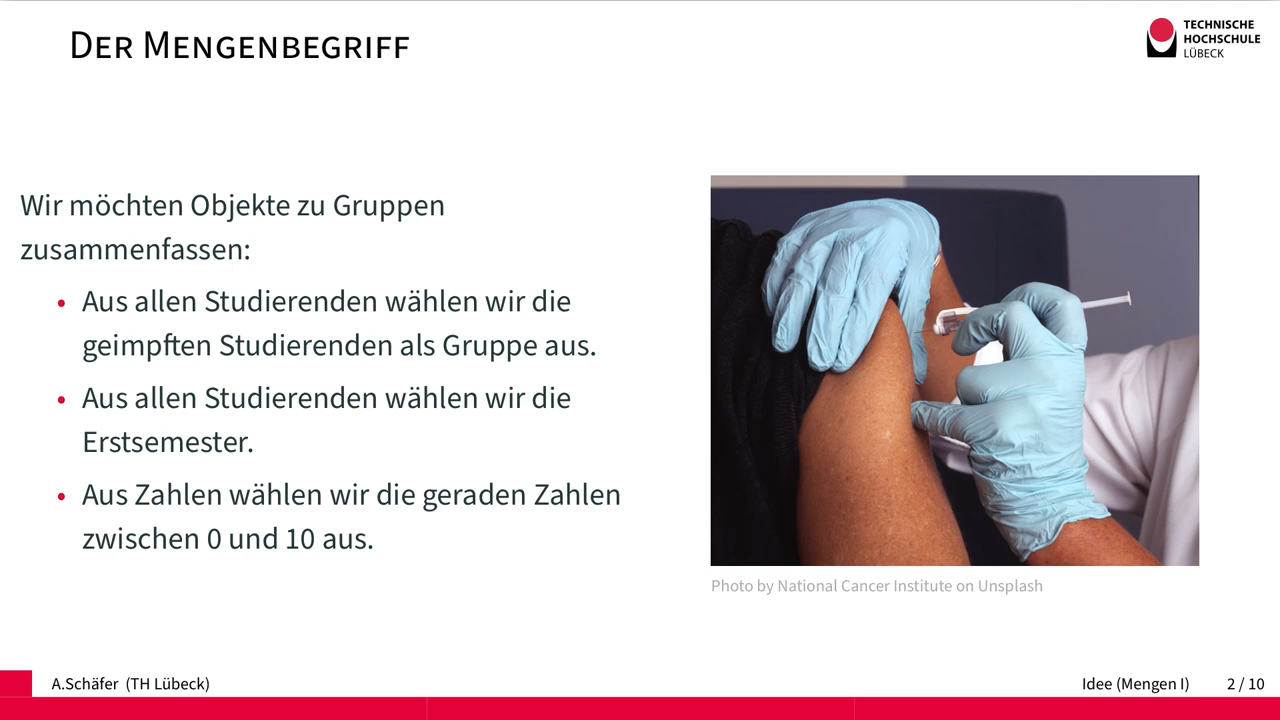 Der Mengenbegriff
TECHNISCHE
HOCHSCHULE
LÜBECK
Wir möchten Objekte zu Gruppen
zusammenfassen:
• Aus allen Studierenden wählen wir die
geimpften Studierenden als Gruppe aus.
• Aus allen Studierenden wählen wir die
Erstsemester.
• Aus Zahlen wählen wir die geraden Zahlen
zwischen 0 und 10 aus.
Photo by National Cancer Institute on Unsplash
A.Schäfer (TH Lübeck)
Idee (Mengen I) 2 / 10